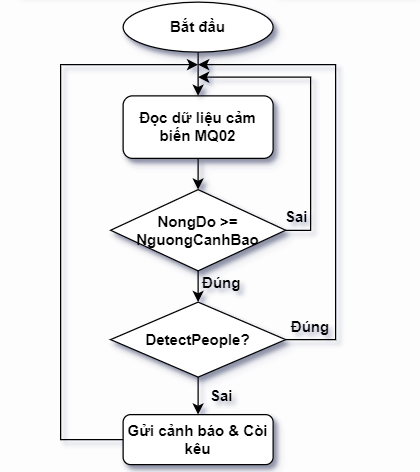 Bắt đầu
Đọc dữ liệu cảm
biến MQ02
NongDo >=
NguongCanhBao
Sai
Đúng
DetectPeople?
Đúng
Sai
Gửi cảnh báo & Còi
kêu